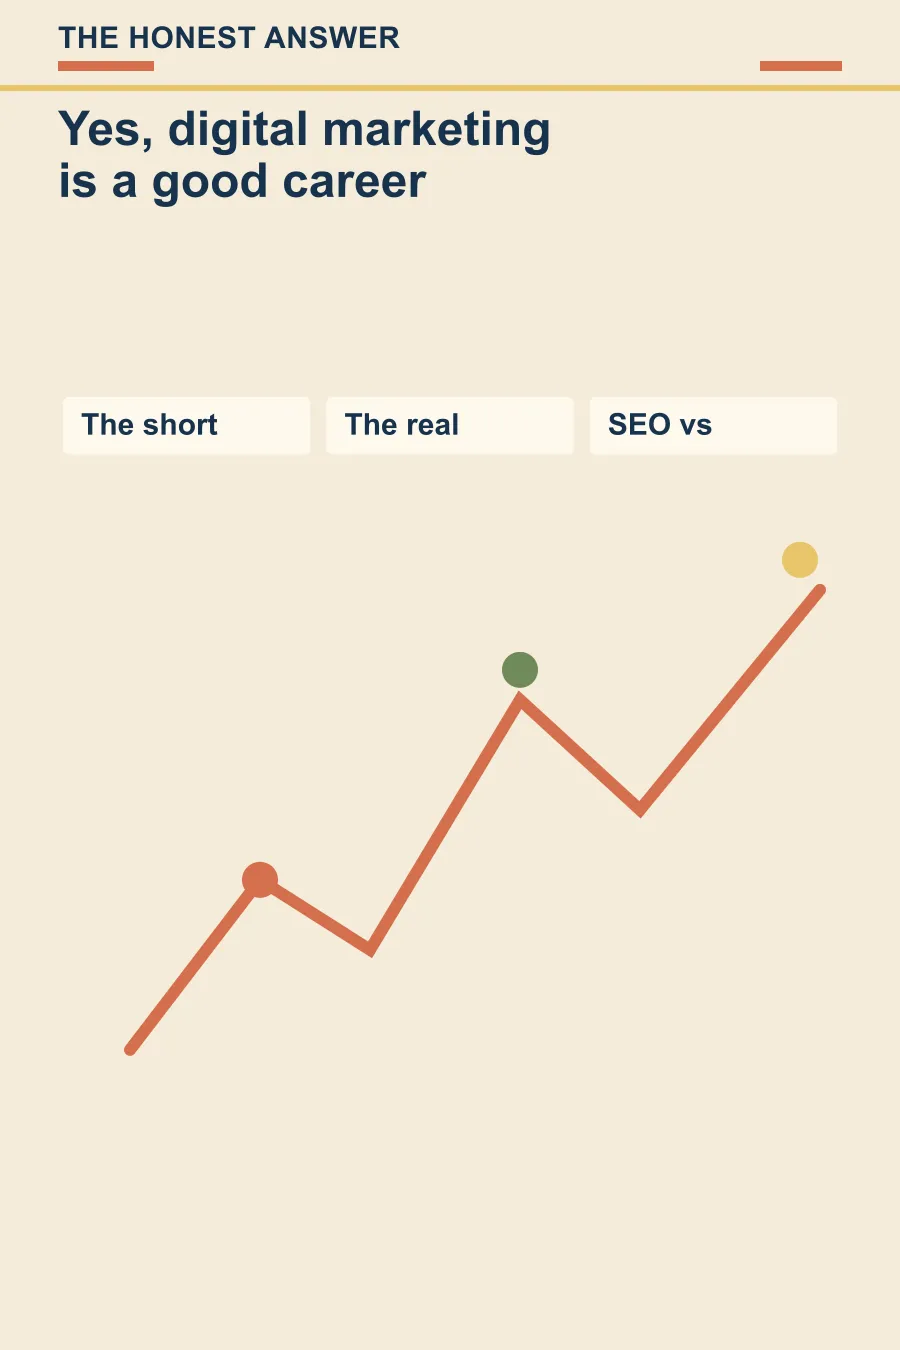 THE HONEST ANSWER
Yes, digital marketing
is a good career
The short
The real
SEO vs